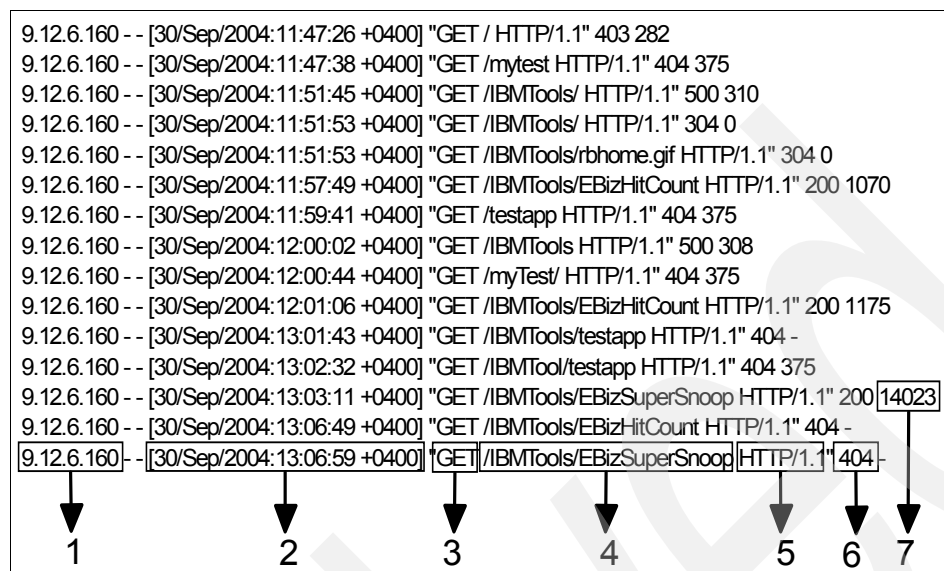 9.12.6.160 - - [30/Sep/2004:11:47:26 +0400] "GET / HTTP/1.1" 403 282
9.12.6.160 - - [30/Sep/2004:11:47:38 +0400] "GET /mytest HTTP/1.1" 404 375
9.12.6.160 - - [30/Sep/2004:11:51:45 +0400] "GET /IBMTools/ HTTP/1.1" 500 310
9.12.6.160 - - [30/Sep/2004:11:51:53 +0400] "GET /IBMTools/ HTTP/1.1" 304 0
9.12.6.160 - - [30/Sep/2004:11:51:53 +0400] "GET /IBMTools/rbhome.gif HTTP/1.1" 304 0
9.12.6.160 - - [30/Sep/2004:11:57:49 +0400] "GET /IBMTools/EBizHitCount HTTP/1.1" 200 1070
9.12.6.160 - - [30/Sep/2004:11:59:41 +0400] "GET /testapp HTTP/1.1" 404 375
9.12.6.160 - - [30/Sep/2004:12:00:02 +0400] "GET /IBMTools HTTP/1.1" 500 308
9.12.6.160 - - [30/Sep/2004:12:00:44 +0400] "GET /myTest/ HTTP/1.1" 404 375
9.12.6.160 - - [30/Sep/2004:12:01:06 +0400] "GET /IBMTools/EBizHitCount HTTP/1.1" 200 1175
9.12.6.160 - - [30/Sep/2004:13:01:43 +0400] "GET /IBMTools/testapp HTTP/1.1" 404 -
9.12.6.160 - - [30/Sep/2004:13:02:32 +0400] "GET /IBMTool/testapp HTTP/1.1" 404 375
9.12.6.160 - - [30/Sep/2004:13:03:11 +0400] "GET /IBMTools/EBizSuperSnoop HTTP/1.1" 200 14023
9.12.6.160 - - [30/Sep/2004:13:06:49 +0400] "GET /IBMTools/EBizHitCount HTTP/1.1" 404 -
9.12.6.160 - - [30/Sep/2004:13:06:59 +0400] "GET /IBMTools/EBizSuperSnoop HTTP/1.1" 404 -
1 2 3 4 5 6 7